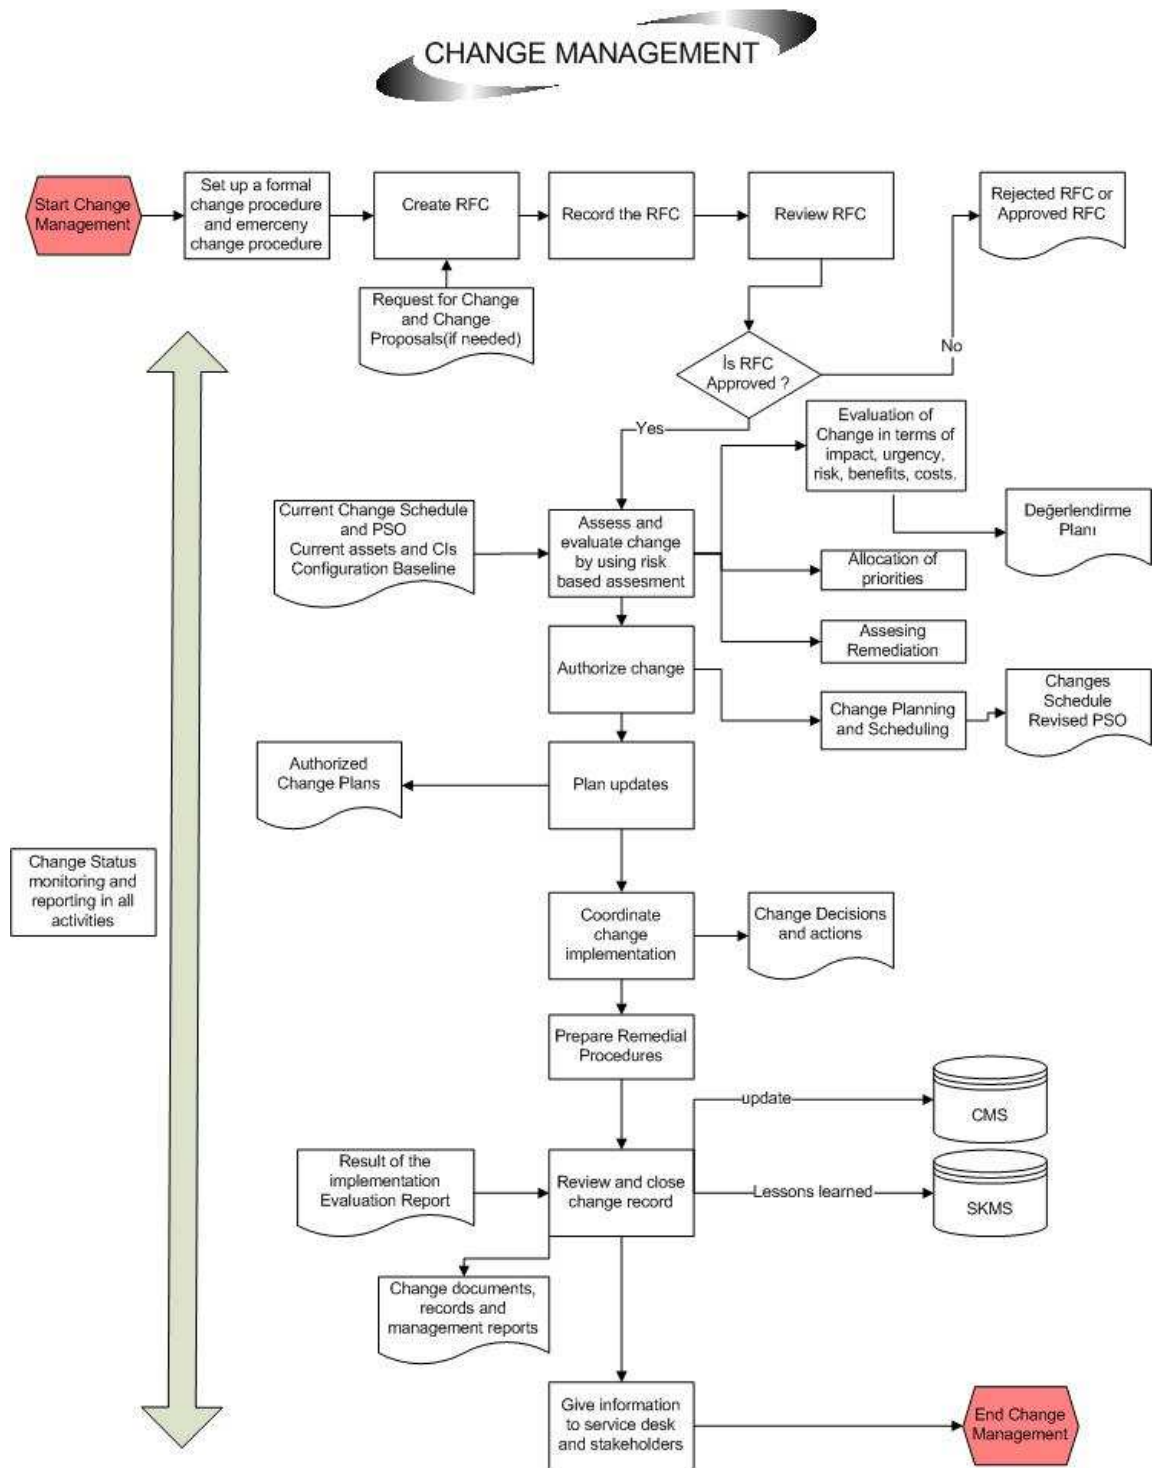 CHANGE MANAGEMENT
Start Change
Management
Set up a formal
change procedure
and emerceny
change procedure
Create RFC
Record the RFC
Review RFC
Rejected RFC or
Approved RFC
Request for Change
and Change
Proposals(if needed)
No
İs RFC
Approved ?
Yes
Evaluation of
Change in terms of
impact, urgency,
risk, benefits, costs.
Current Change Schedule
and PSO
Current assets and CIs
Configuration Baseline
Assess and
evaluate change
by using risk
based assesment
Değerlendirme
Planı
Allocation of
priorities
Assesing
Remediation
Authorize change
Change Planning
and Scheduling
Changes
Schedule
Revised PSO
Authorized
Change Plans
Plan updates
Change Status
monitoring and
reporting in all
activities
Coordinate
change
implementation
Change Decisions
and actions
Prepare Remedial
Procedures
update
CMS
Result of the
implementation
Evaluation Report
Review and close
change record
Lessons learned
SKMS
Change documents,
records and
management reports
Give information
to service desk
and stakeholders
End Change
Management